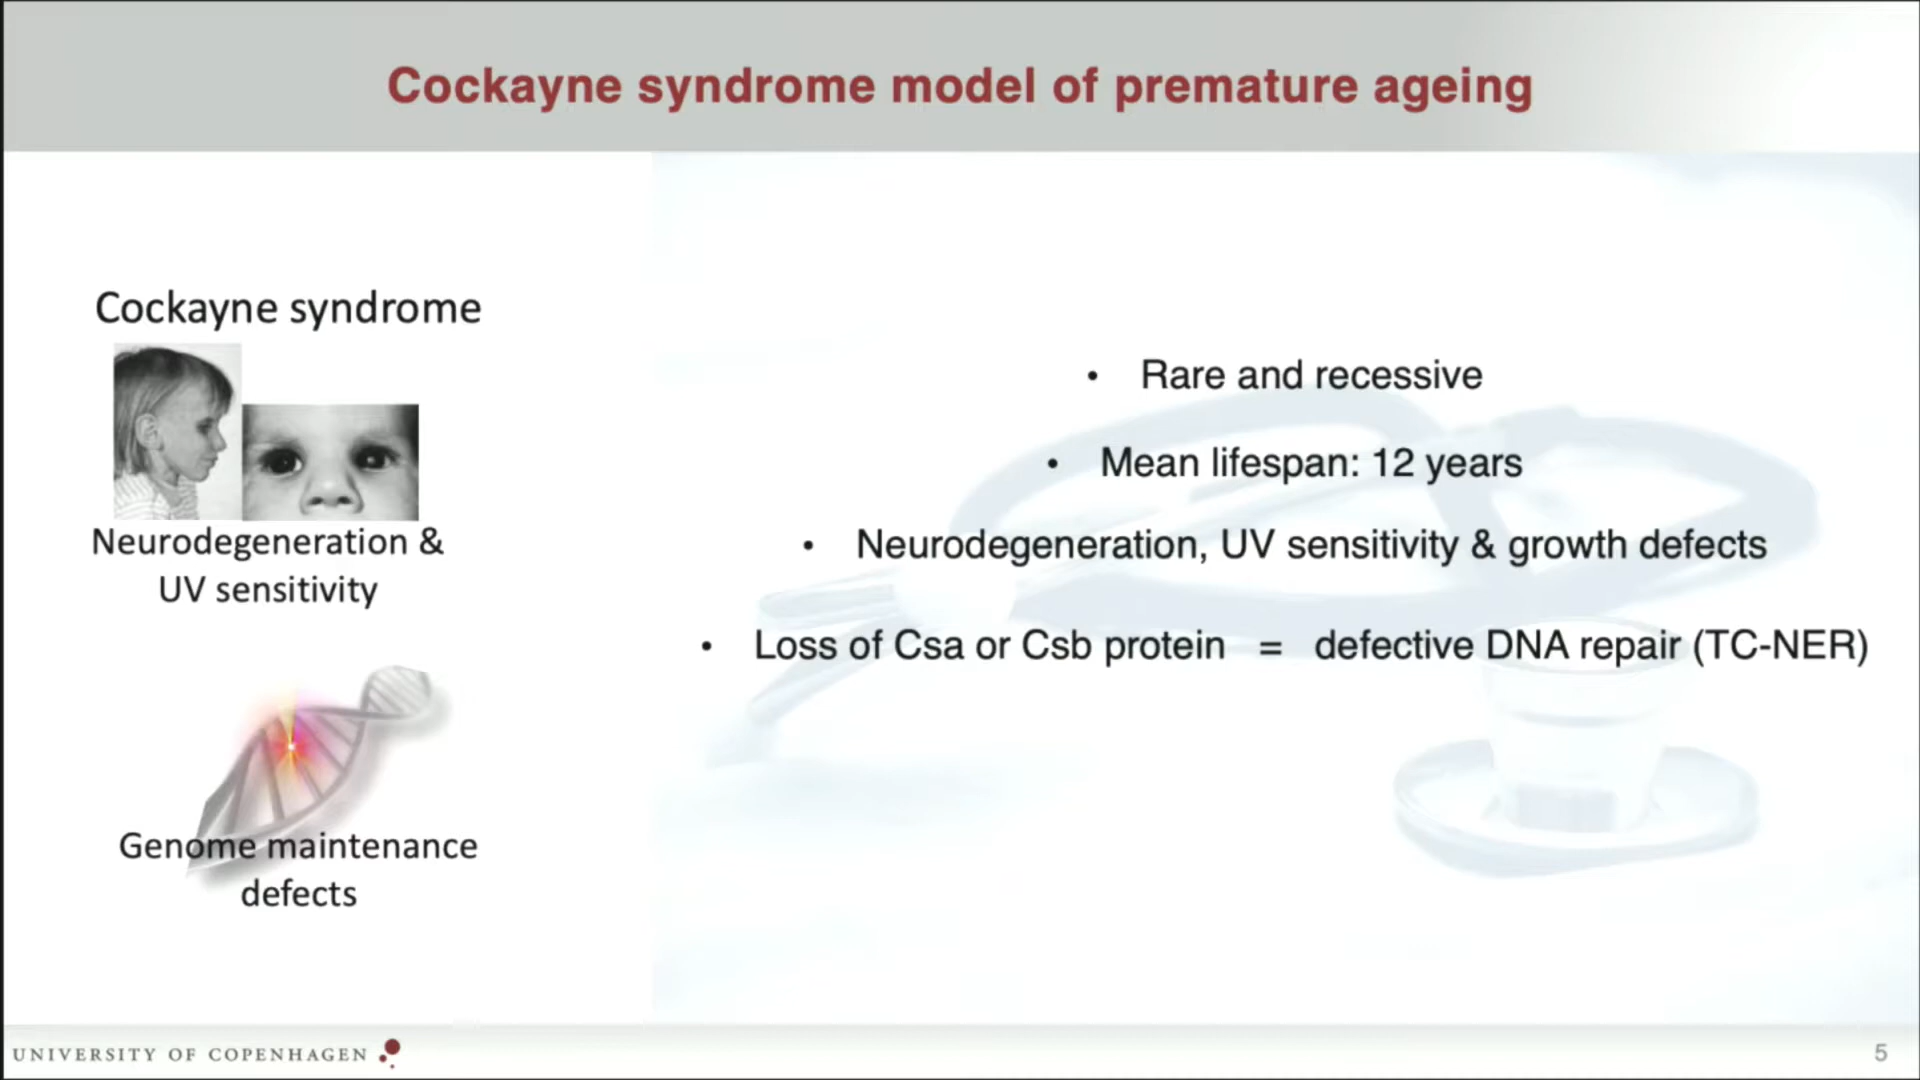 Cockayne syndrome model of premature ageing
Cockayne syndrome
Neurodegeneration &
UV sensitivity
Genome maintenance
defects
• Rare and recessive
• Mean lifespan: 12 years
• Neurodegeneration, UV sensitivity & growth defects
• Loss of Csa or Csb protein = defective DNA repair (TC-NER)
UNIVERSITY OF COPENHAGEN
5